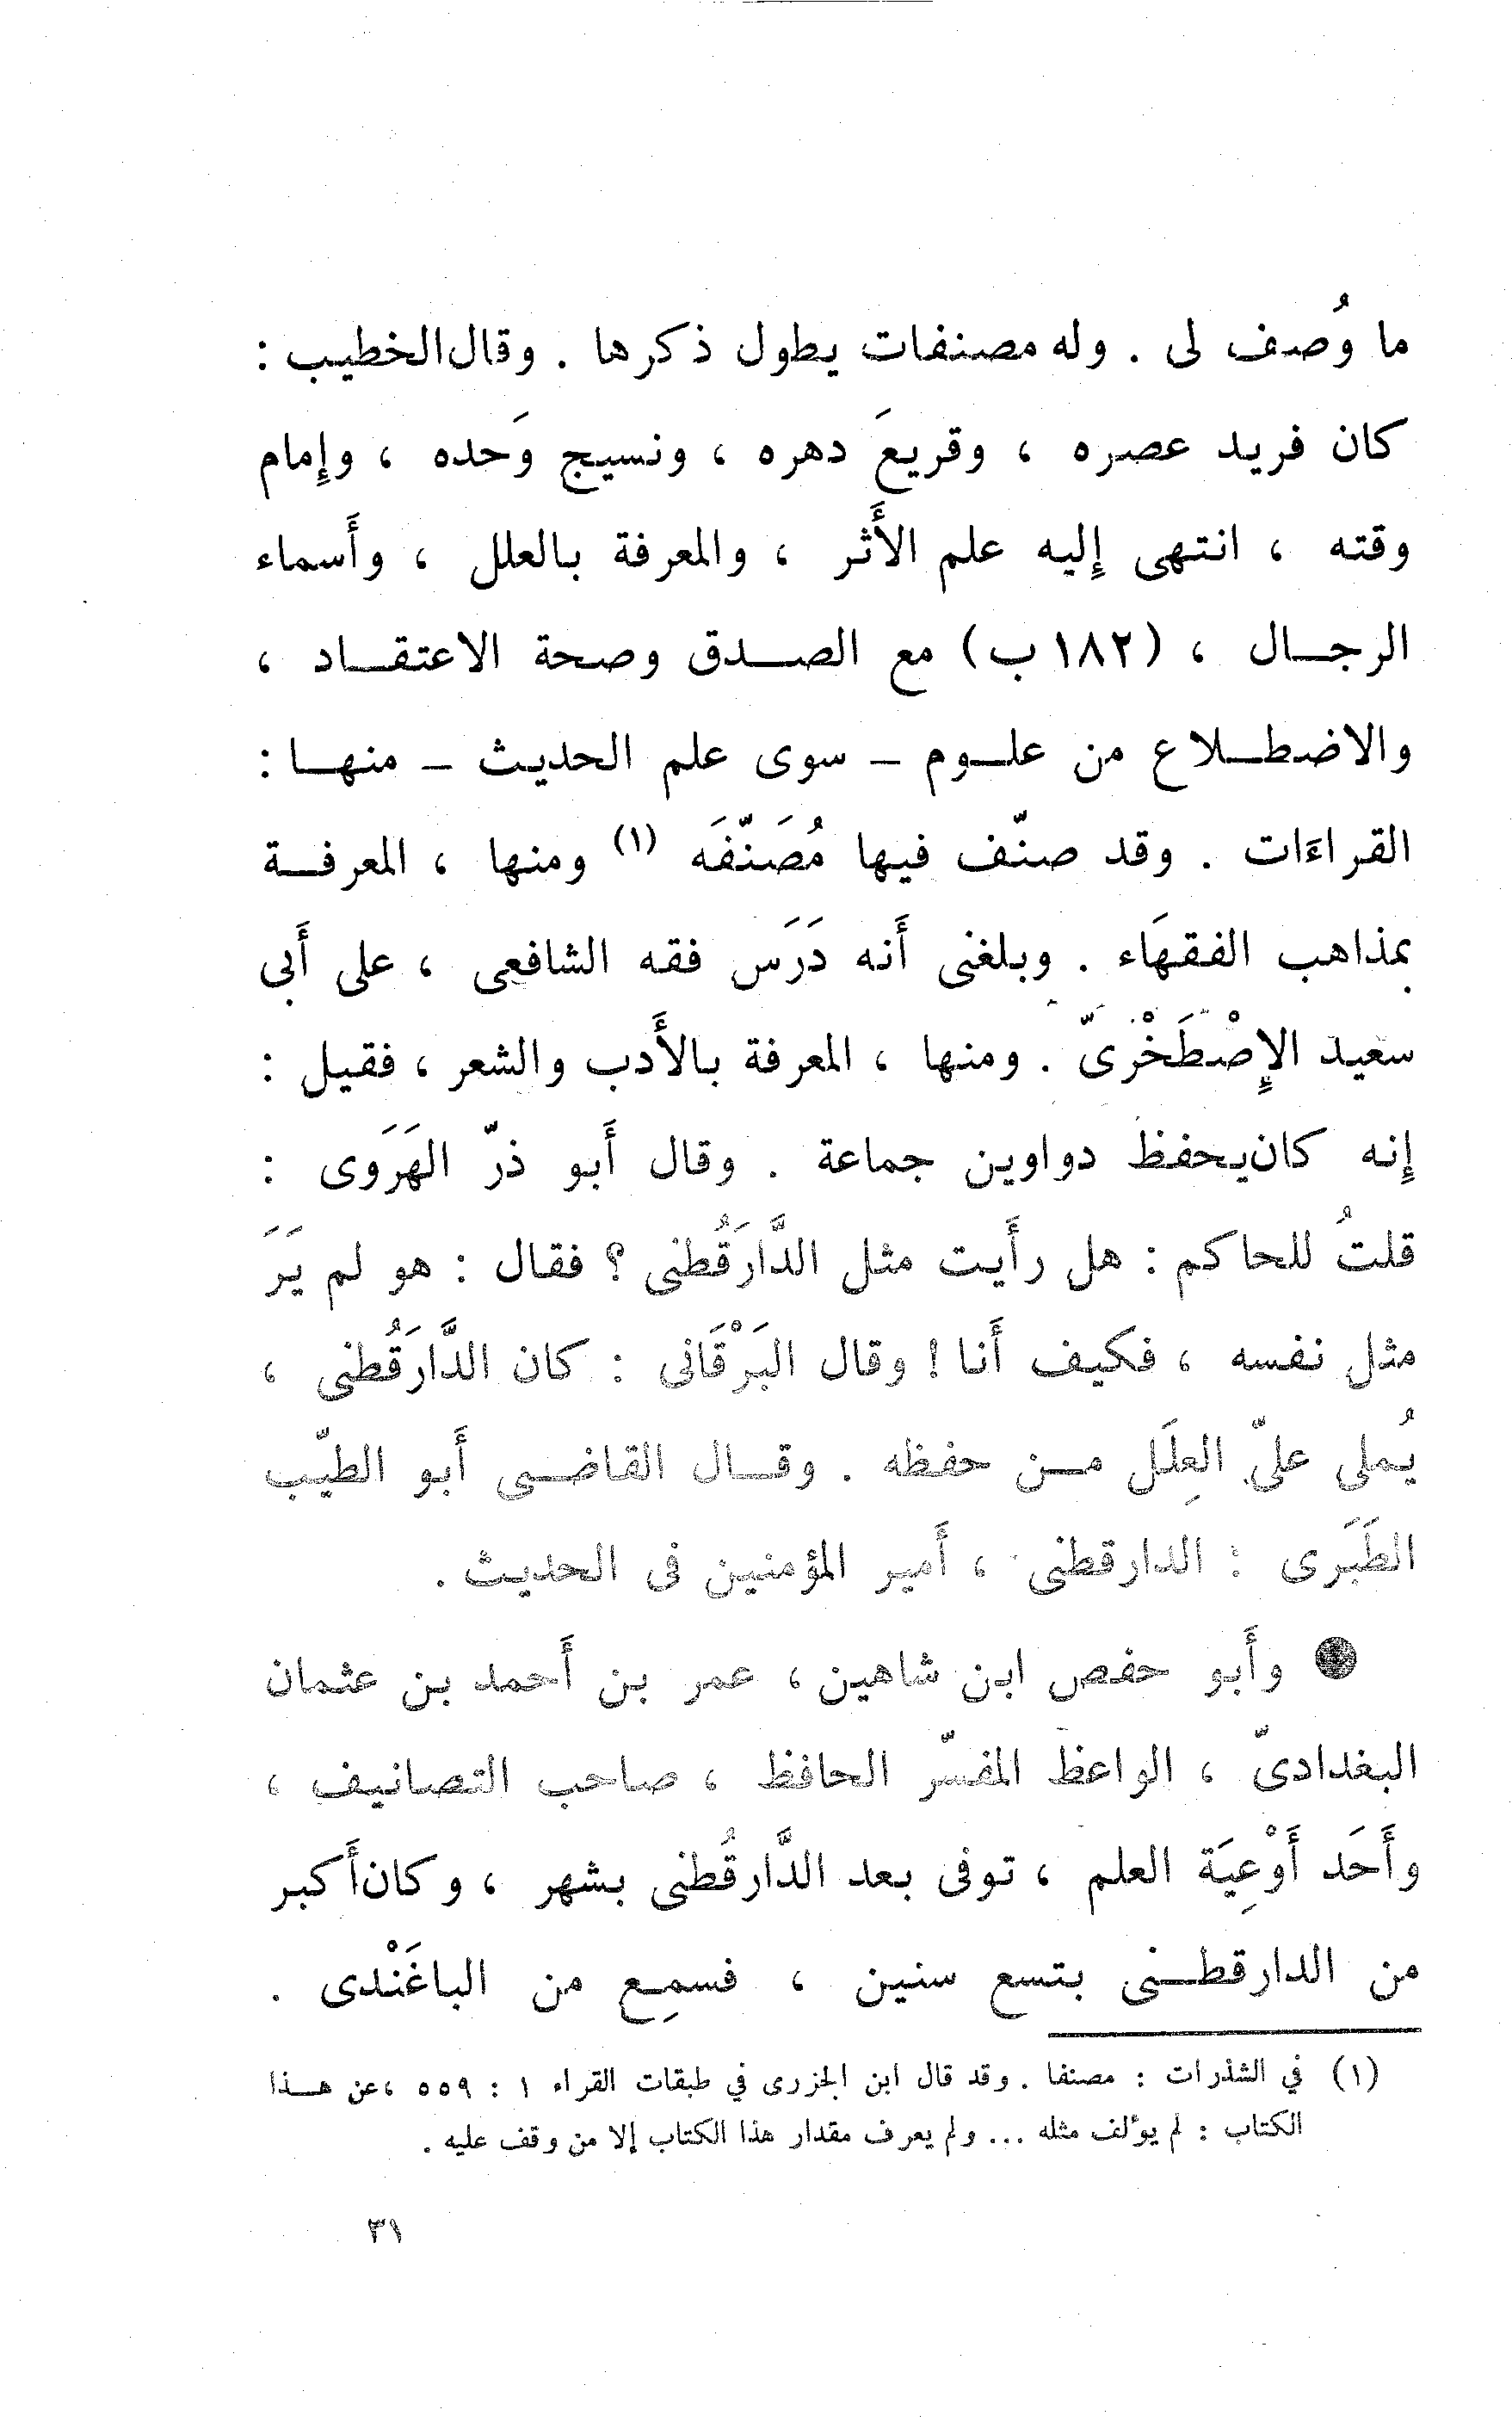 ما وُصف لى . وله مصنفات يطول ذكرها . وقال الخطيب :
كان فريد عصره ، وقريعَ دهره ، ونسيج وَحده ، وإِمام
وقته ، انتهى إِليه علم الأَثر ، والمعرفة بالعلل ، وأَسماء
الرجال ، (١٨٢ ب) مع الصدق وصحة الاعتقاد ،
والاضطلاع من علوم – سوى علم الحديث – منها :
القراءَات . وقد صنّف فيها مُصَنَّفَه (١) ومنها ، المعرفة
بمذاهب الفقهَاء . وبلغنى أَنه دَرَس فقه الشافعى ، على أَبى
سعيد الإِصْطَخْرىّ . ومنها ، المعرفة بالأَدب والشعر ، فقيل :
إِنه كان يحفظ دواوين جماعة . وقال أَبو ذرّ الهَرَوى :
قلتُ للحاكم : هل رأَيت مثل الدَّارَقُطنى ؟ فقال : هو لم يَرَ
مثل نفسه ، فكيف أَنا ! وقال البَرْقَانى : كان الدَّارَقُطنى ،
يُملى علىّ العِلَل من حفظه . وقال القاضى أَبو الطيّب
الطَبَرى : الدارقطنى ، أَمير المؤمنين فى الحديث .
● وأَبو حفص ابن شاهين ، عمر بن أَحمد بن عثمان
البغدادىّ ، الواعظ المفسّر الحافظ ، صاحب التصانيف ،
وأَحَد أَوْعِيَة العلم ، توفى بعد الدَّارقُطنى بشهر ، وكان أَكبر
من الدارقطنى بتسع سنين ، فسمِع من الباغَنْدى .
(١) في الشذرات : مصنفا . وقد قال ابن الجزرى في طبقات القراء ١ : ٥٥٩ ، عن هذا
الكتاب : لم يؤلف مثله ... ولم يعرف مقدار هذا الكتاب إلا من وقف عليه .
٣١